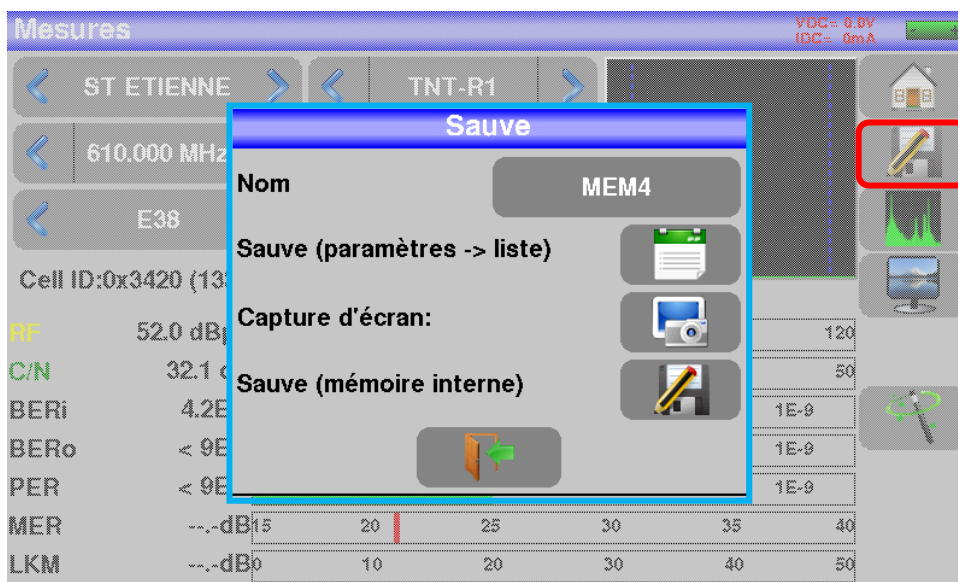 Mesures
VDC= 0.0V
IDC= 0mA
ST ETIENNE
TNT-R1
610.000 MHz
E38
Cell ID:0x3420 (13
Sauve
Nom
MEM4
Sauve (paramètres -> liste)
Capture d'écran:
Sauve (mémoire interne)
RF 52.0 dB 120
C/N 32.1 50
BERi 4.2E 1E-9
BERo < 9E 1E-9
PER < 9E 1E-9
MER --.-dB 15 20 25 30 35 40
LKM --.-dB 0 10 20 30 40 50